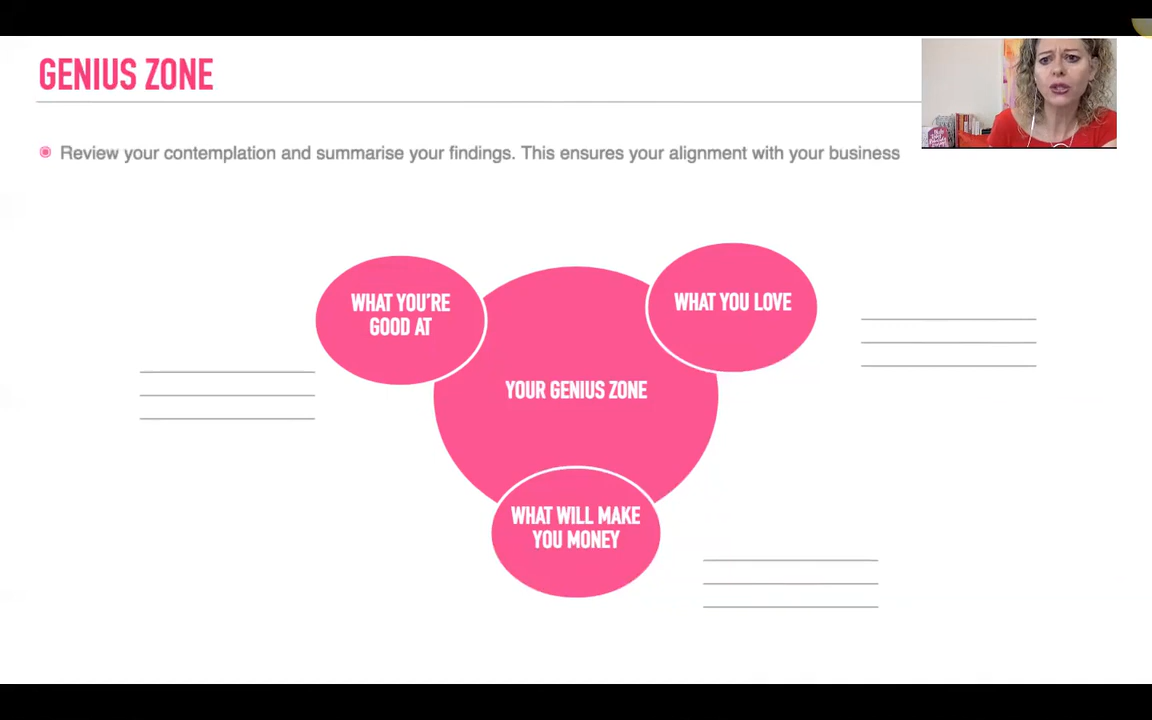 GENIUS ZONE
Review your contemplation and summarise your findings. This ensures your alignment with your business
WHAT YOU'RE
GOOD AT
WHAT YOU LOVE
YOUR GENIUS ZONE
WHAT WILL MAKE
YOU MONEY